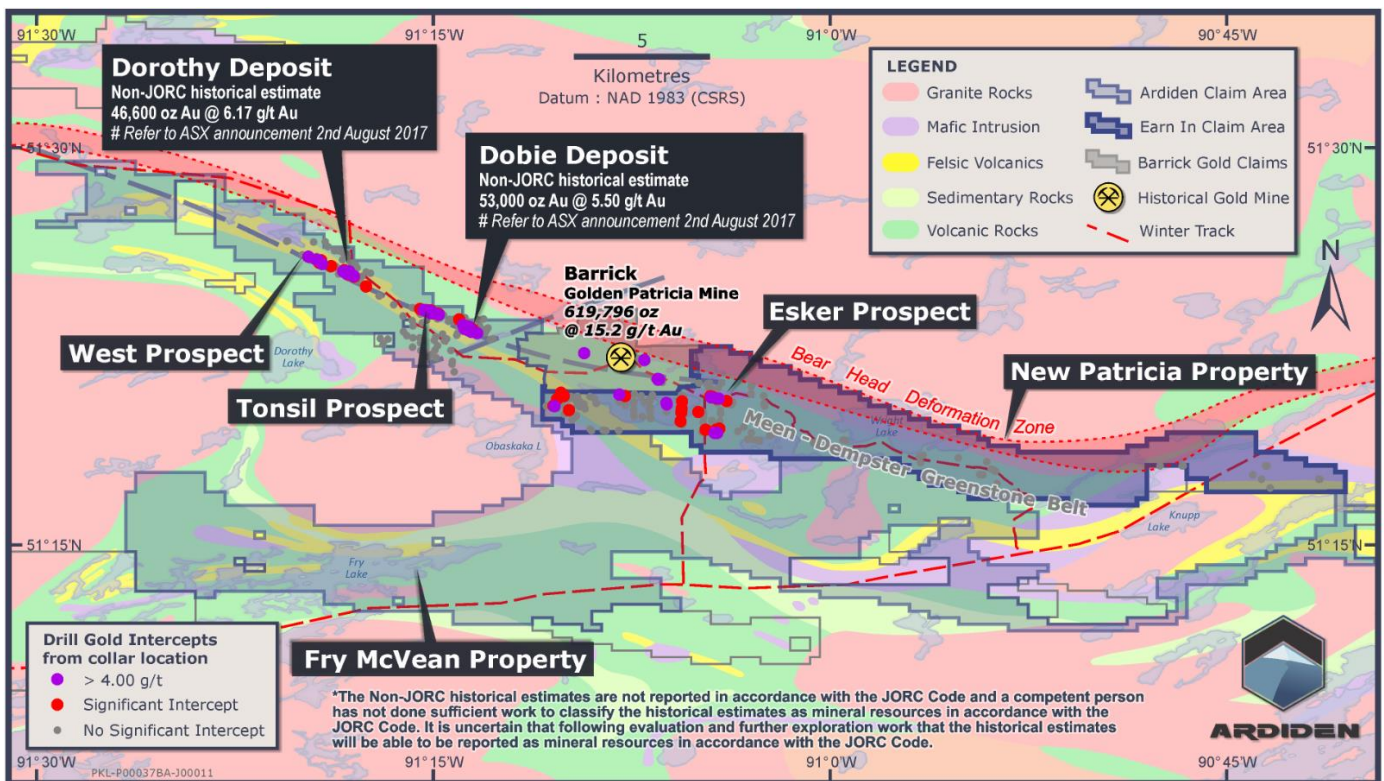 91°30'W
91°15'W
91°0'W
90°45'W
Dorothy Deposit
Non-JORC historical estimate
46,600 oz Au @ 6.17 g/t Au
# Refer to ASX announcement 2nd August 2017
5
Kilometres
Datum : NAD 1983 (CSRS)
LEGEND
Granite Rocks
Mafic Intrusion
Felsic Volcanics
Sedimentary Rocks
Volcanic Rocks
Ardiden Claim Area
Earn In Claim Area
Barrick Gold Claims
Historical Gold Mine
Winter Track
51°30'N
51°30'N
Dobie Deposit
Non-JORC historical estimate
53,000 oz Au @ 5.50 g/t Au
# Refer to ASX announcement 2nd August 2017
N
Barrick
Golden Patricia Mine
619,796 oz
@ 15.2 g/t Au
Esker Prospect
West Prospect
Dorothy
Lake
Tonsil Prospect
Bear Head Deformation Zone
New Patricia Property
Wright
Lake
Obaskaka L
Meen - Dempster Greenstone Belt
Knupp
Lake
51°15'N
51°15'N
Fry
Lake
Fry McVean Property
Drill Gold Intercepts
from collar location
> 4.00 g/t
Significant Intercept
No Significant Intercept
*The Non-JORC historical estimates are not reported in accordance with the JORC Code and a competent person
has not done sufficient work to classify the historical estimates as mineral resources in accordance with the
JORC Code. It is uncertain that following evaluation and further exploration work that the historical estimates
will be able to be reported as mineral resources in accordance with the JORC Code.
ARDIDEN
PKL-P00037BA-J00011
91°30'W
91°15'W
91°0'W
90°45'W